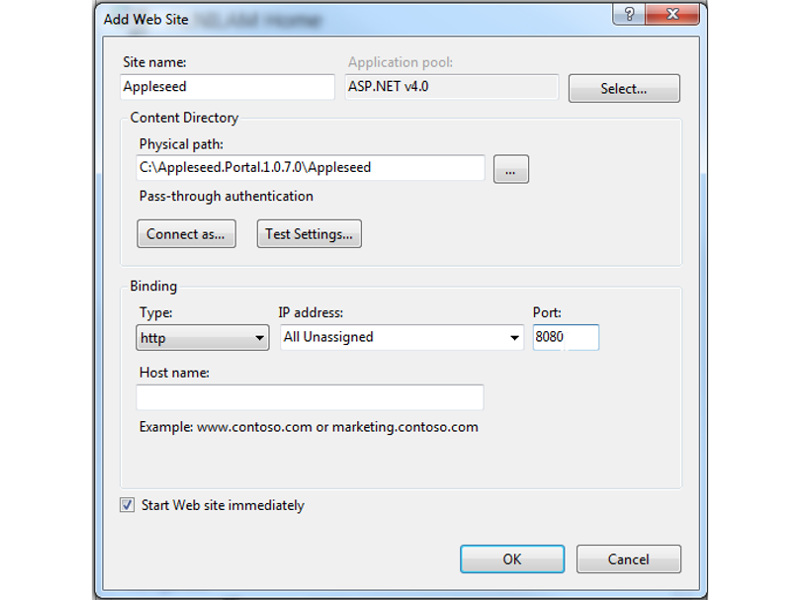 Add Web Site
Site name:
Application pool:
Appleseed
ASP.NET v4.0
Select...
Content Directory
Physical path:
C:\Appleseed.Portal.1.0.7.0\Appleseed
...
Pass-through authentication
Connect as...
Test Settings...
Binding
Type:
IP address:
Port:
http
All Unassigned
8080
Host name:
Example: www.contoso.com or marketing.contoso.com
Start Web site immediately
OK
Cancel